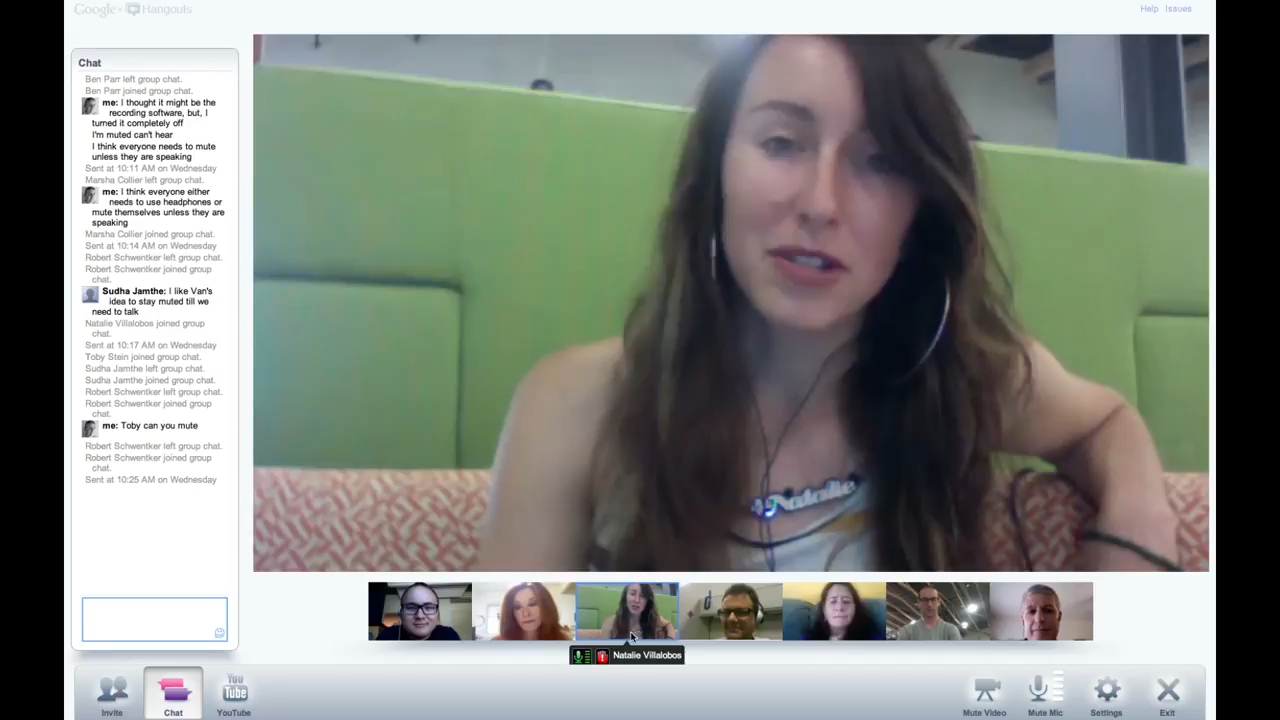 Google + Hangouts
Help Issues
Chat
Ben Parr left group chat.
Ben Parr joined group chat.
me: I thought it might be the
recording software, but, I
turned it completely off
I'm muted can't hear
I think everyone needs to mute
unless they are speaking
Sent at 10:11 AM on Wednesday
Marsha Collier left group chat.
me: I think everyone either
needs to use headphones or
mute themselves unless they are
speaking
Marsha Collier joined group chat.
Sent at 10:14 AM on Wednesday
Robert Schwentker left group chat.
Robert Schwentker joined group
chat.
Sudha Jamthe: I like Van's
idea to stay muted till we
need to talk
Natalie Villalobos joined group
chat.
Sent at 10:17 AM on Wednesday
Toby Stein joined group chat.
Sudha Jamthe left group chat.
Sudha Jamthe joined group chat.
Robert Schwentker left group chat.
Robert Schwentker joined group
chat.
me: Toby can you mute
Robert Schwentker left group chat.
Robert Schwentker joined group
chat.
Sent at 10:25 AM on Wednesday
Natalie
Natalie Villalobos
Invite
Chat
You Tube
YouTube
Mute Video
Mute Mic
Settings
Exit